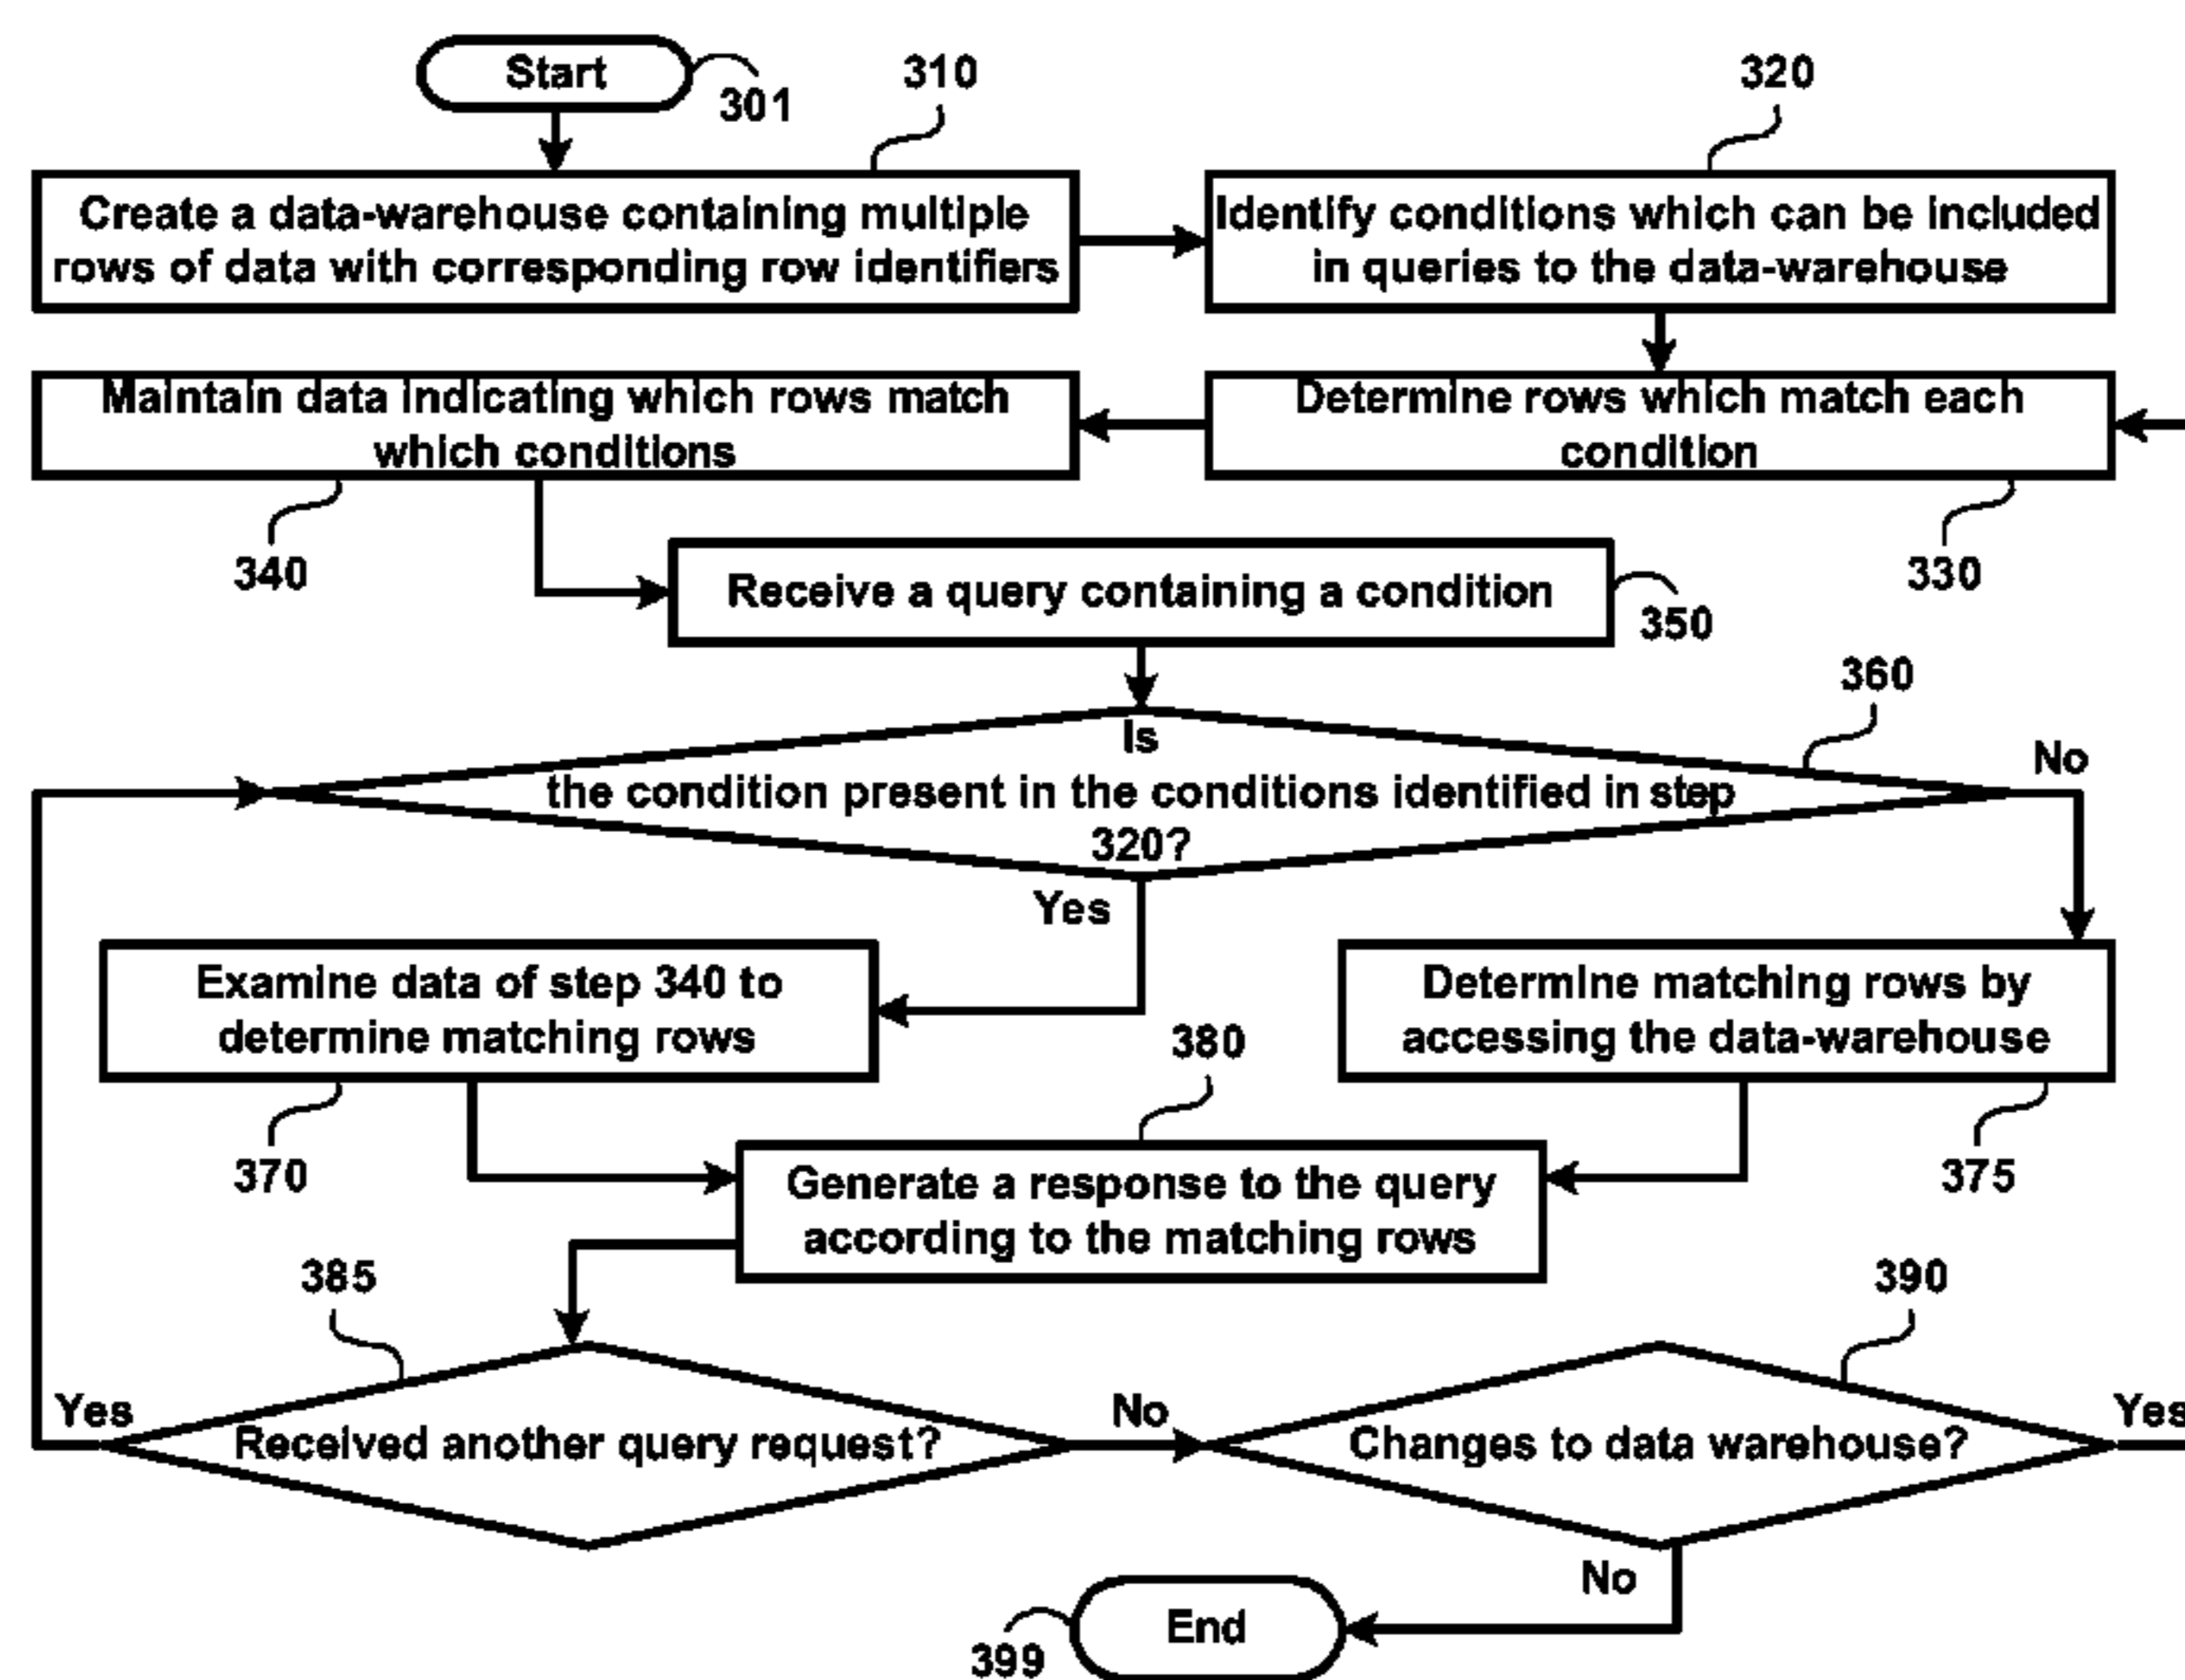 Start
301
310
320
Create a data-warehouse containing multiple
rows of data with corresponding row identifiers
Identify conditions which can be included
in queries to the data-warehouse
Maintain data indicating which rows match
which conditions
Determine rows which match each
condition
340
330
Receive a query containing a condition
350
360
Is
the condition present in the conditions identified in step
320?
No
Yes
Examine data of step 340 to
determine matching rows
Determine matching rows by
accessing the data-warehouse
380
370
375
Generate a response to the query
according to the matching rows
385
390
Yes
Received another query request?
No
Changes to data warehouse?
Yes
No
End
399